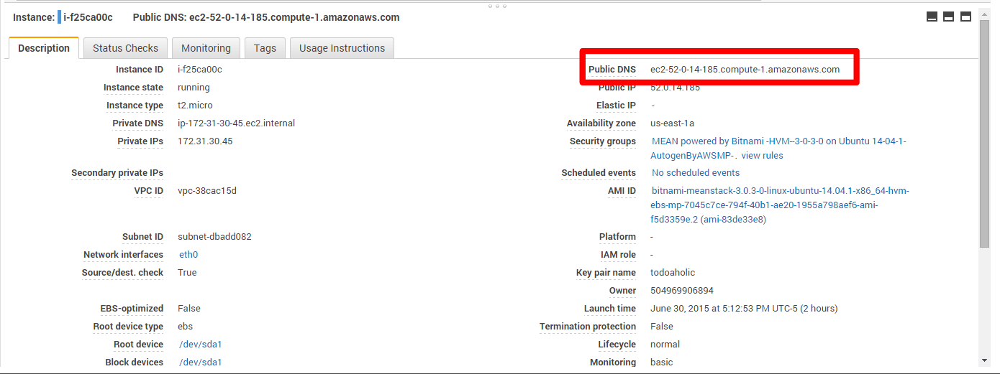 Instance: i-f25ca00c Public DNS: ec2-52-0-14-185.compute-1.amazonaws.com
Description Status Checks Monitoring Tags Usage Instructions
Instance ID i-f25ca00c Public DNS ec2-52-0-14-185.compute-1.amazonaws.com
Instance state running Public IP 52.0.14.185
Instance type t2.micro Elastic IP -
Private DNS ip-172-31-30-45.ec2.internal Availability zone us-east-1a
Private IPs 172.31.30.45 Security groups MEAN powered by Bitnami -HVM--3-0-3-0 on Ubuntu 14-04-1-
AutogenByAWSMP-. view rules
Secondary private IPs Scheduled events No scheduled events
VPC ID vpc-38cac15d AMI ID bitnami-meanstack-3.0.3-0-linux-ubuntu-14.04.1-x86_64-hvm-
ebs-mp-7045c7ce-794f-40b1-ae20-1955a798aef6-ami-
f5d3359e.2 (ami-83de33e8)
Subnet ID subnet-dbadd082 Platform -
Network interfaces eth0 IAM role -
Source/dest. check True Key pair name todoaholic
Owner 504969906894
EBS-optimized False Launch time June 30, 2015 at 5:12:53 PM UTC-5 (2 hours)
Root device type ebs Termination protection False
Root device /dev/sda1 Lifecycle normal
Block devices /dev/sda1 Monitoring basic